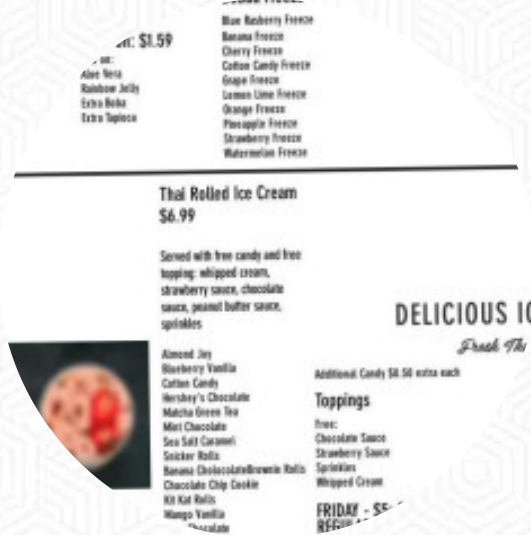 Blue Rasberry Freeze
Banana Freeze
Cherry Freeze
Cotton Candy Freeze
Grape Freeze
Lemon Lime Freeze
Orange Freeze
Pineapple Freeze
Strawberry Freeze
Watermelon Freeze
$1.59
Aloe Vera
Rainbow Jelly
Extra Boba
Extra Tapioca
Thai Rolled Ice Cream
$6.99
Served with free candy and free
topping: whipped cream,
strawberry sauce, chocolate
sauce, peanut butter sauce,
sprinkles
Almond Joy
Blueberry Vanilla
Cotton Candy
Hershey's Chocolate
Matcha Green Tea
Mint Chocolate
Sea Salt Caramel
Snicker Rolls
Banana CholocolateBrownie Rolls
Chocolate Chip Cookie
Kit Kat Rolls
Mango Vanilla
Chocolate
DELICIOUS
Fresh
Additional Candy $0.50 extra each
Toppings
Free:
Chocolate Sauce
Strawberry Sauce
Sprinkles
Whipped Cream
FRIDAY -